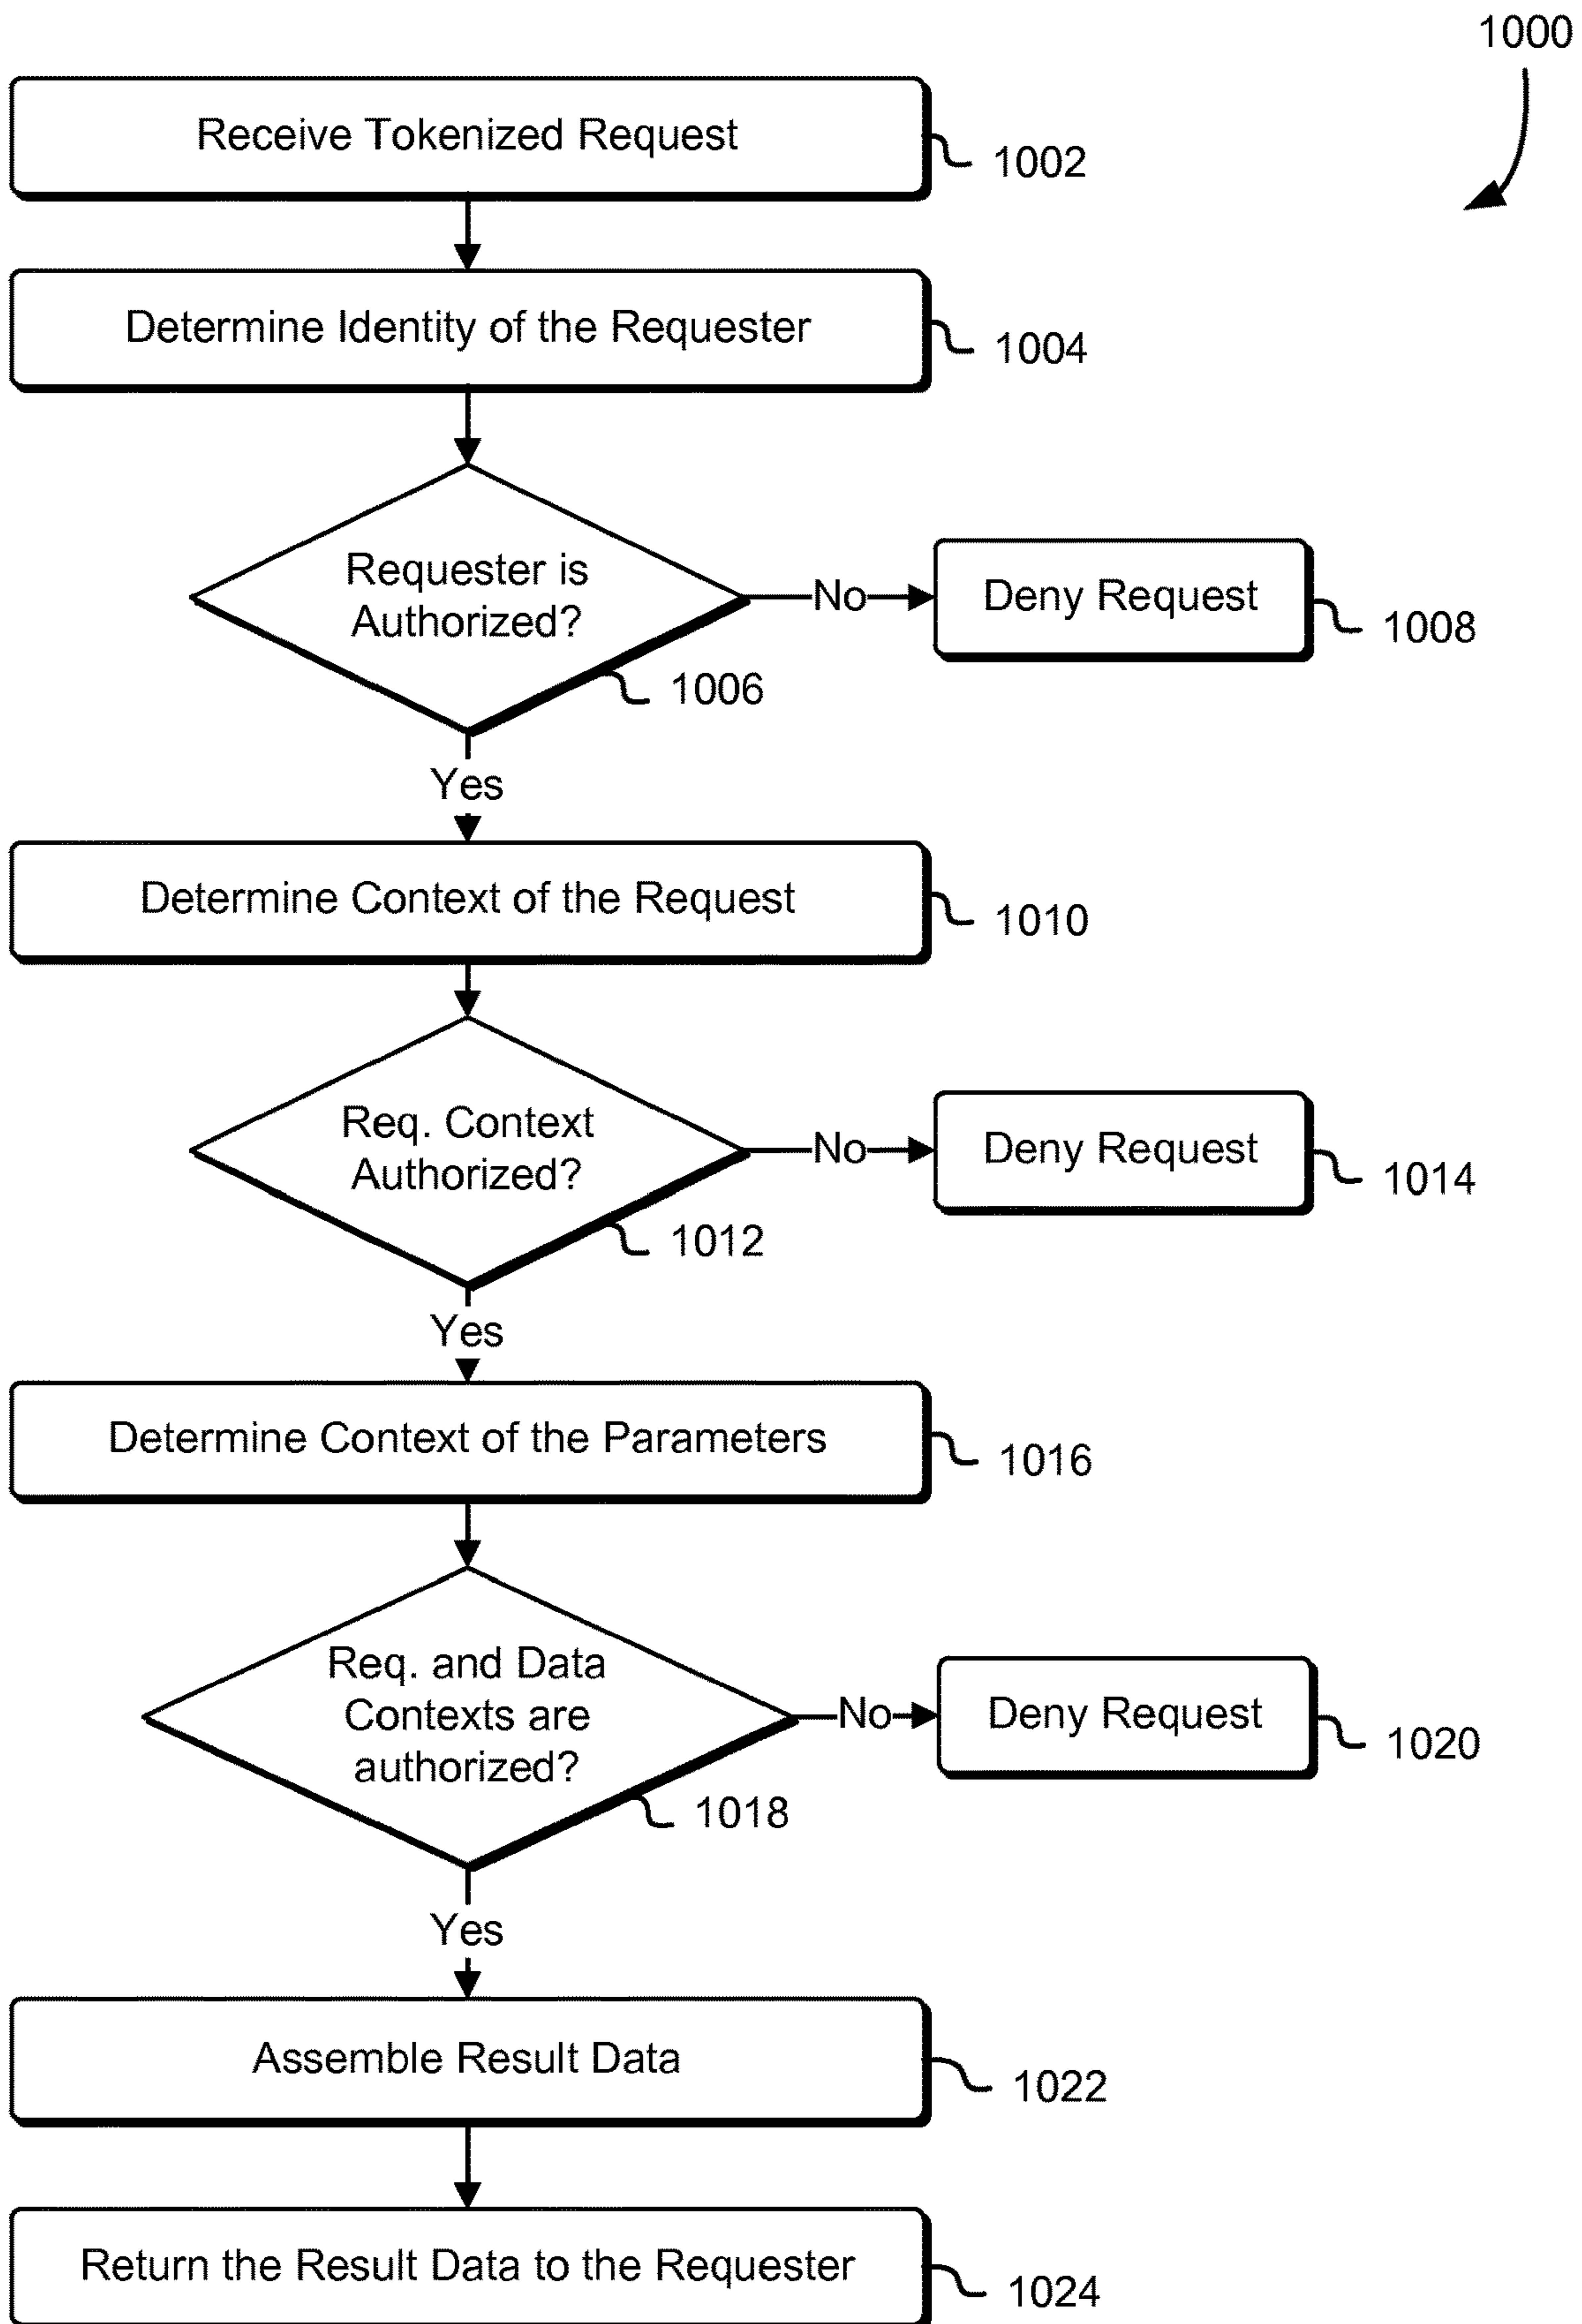 1000
Receive Tokenized Request
1002
Determine Identity of the Requester
1004
Requester is
Authorized?
No
Deny Request
1008
1006
Yes
Determine Context of the Request
1010
Req. Context
Authorized?
No
Deny Request
1014
1012
Yes
Determine Context of the Parameters
1016
Req. and Data
Contexts are
authorized?
No
Deny Request
1020
1018
Yes
Assemble Result Data
1022
Return the Result Data to the Requester
1024